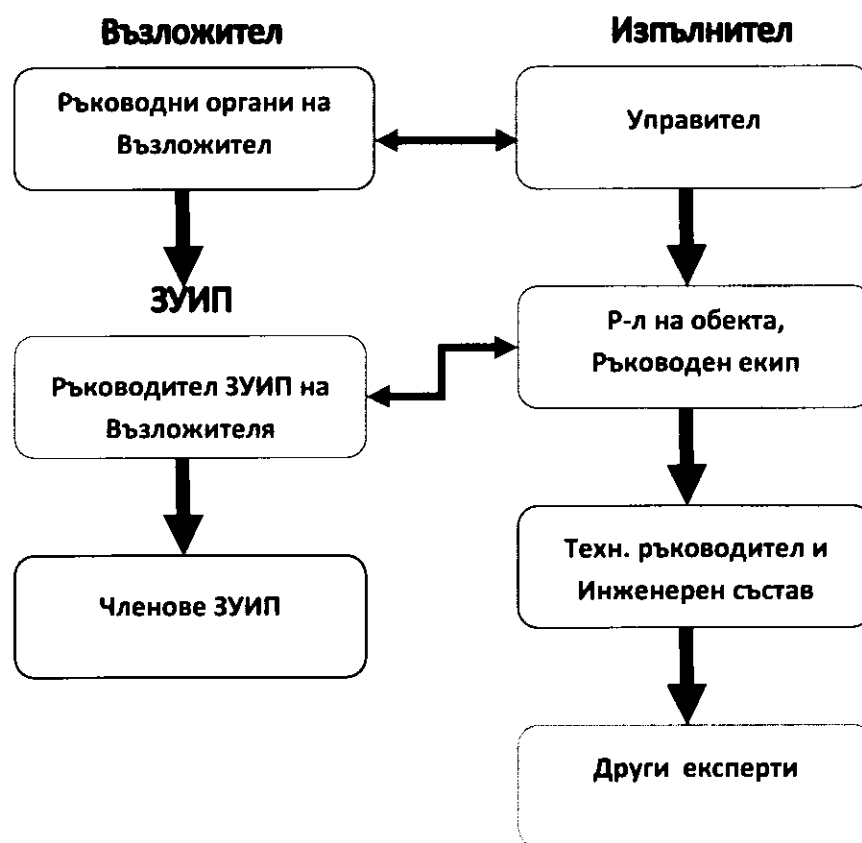 Възложител
Изпълнител
Ръководни органи на
Възложител
Управител
ЗУИП
Р-л на обекта,
Ръководен екип
Ръководител ЗУИП на
Възложителя
Техн. ръководител и
Инженерен състав
Членове ЗУИП
Други експерти